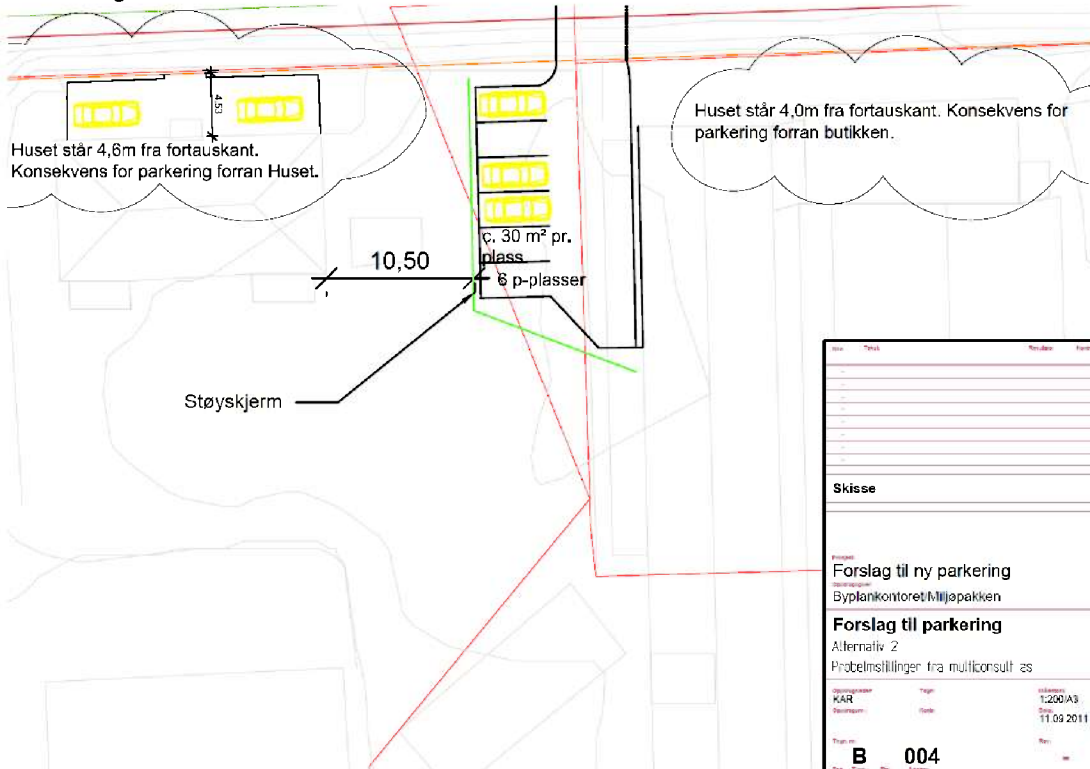 Huset står 4,6m fra fortauskant.
Konsekvens for parkering forran Huset.
4,53
Huset står 4,0m fra fortauskant. Konsekvens for
parkering forran butikken.
c. 30 m² pr.
plass
6 p-plasser
10,50
Støyskjerm
Skisse
Forslag til ny parkering
Byplankontoret/Miljøpakken
Forslag til parkering
Alternativ 2
Probelmstillinger fra multiconsult as
KAR
1:200/A3
11.09.2011
B 004